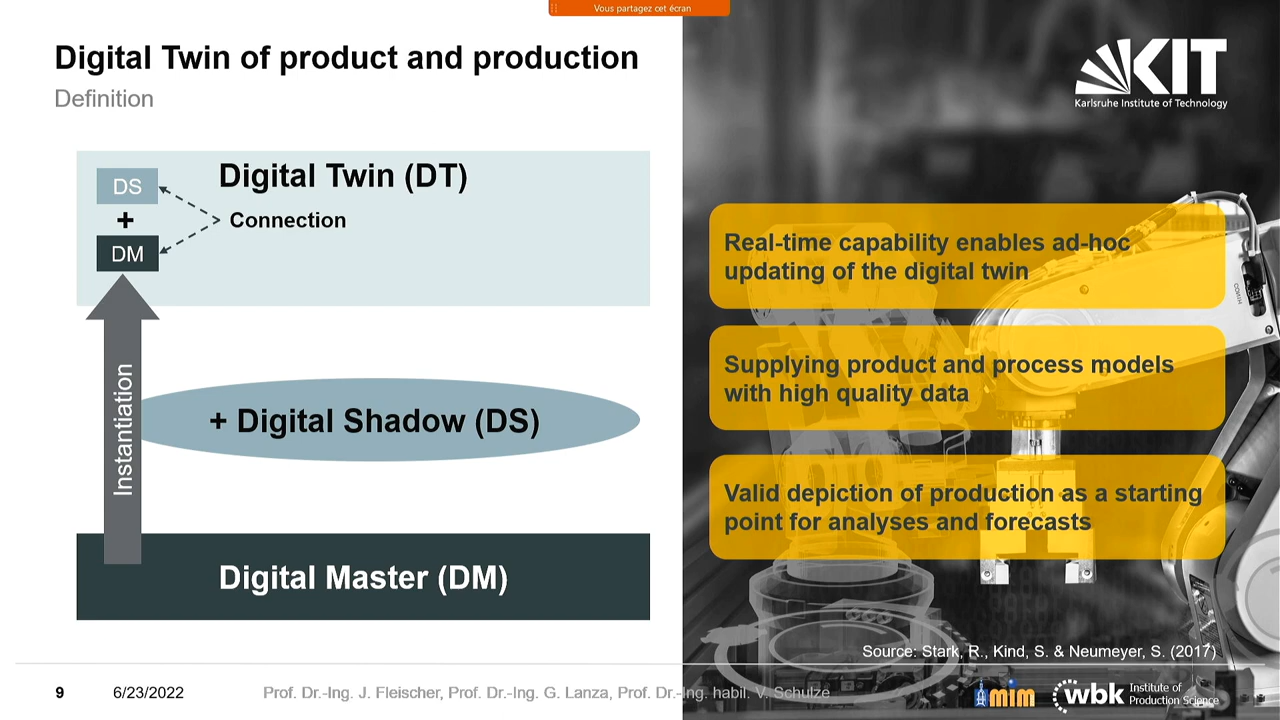 Vous partagez cet écran
Digital Twin of product and production
Definition
KIT
Karlsruhe Institute of Technology
DS
+
DM
Digital Twin (DT)
Connection
Instantiation
+ Digital Shadow (DS)
Digital Master (DM)
Real-time capability enables ad-hoc
updating of the digital twin
Supplying product and process models
with high quality data
Valid depiction of production as a starting
point for analyses and forecasts
Source: Stark, R., Kind, S. & Neumeyer, S. (2017)
9
6/23/2022
Prof. Dr.-Ing. J. Fleischer, Prof. Dr.-Ing. G. Lanza, Prof. Dr.-Ing. habil. V. Schulze
mim
wbk
Institute of
Production Science